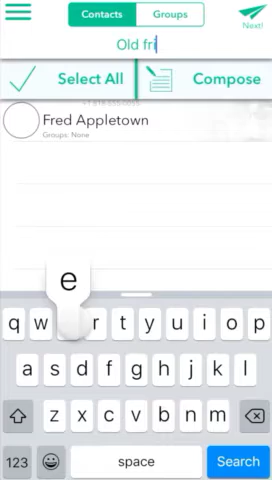 Contacts Groups
Next!
Old fri
Select All Compose
Fred Appletown
Groups: None
e
q w r t y u i o p
a s d f g h j k l
z x c v b n m
123 space Search